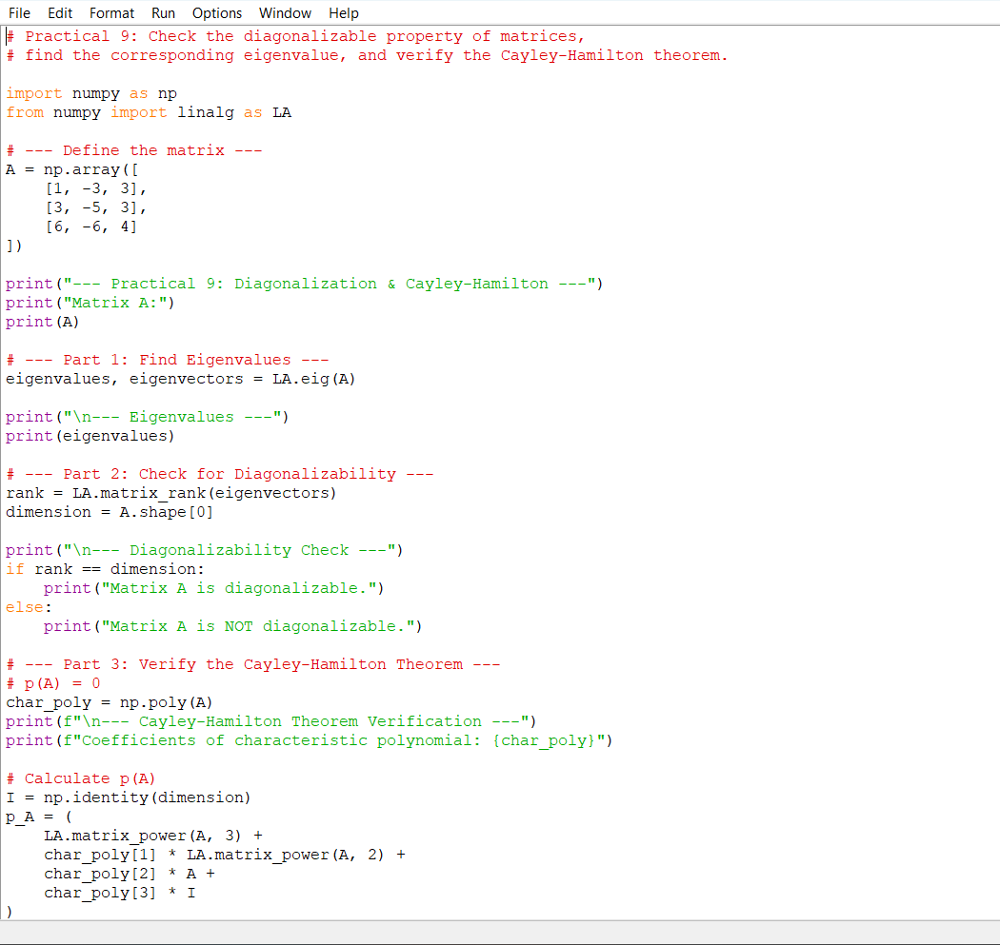 File Edit Format Run Options Window Help
# Practical 9: Check the diagonalizable property of matrices,
# find the corresponding eigenvalue, and verify the Cayley-Hamilton theorem.

import numpy as np
from numpy import linalg as LA

# --- Define the matrix ---
A = np.array([
    [1, -3, 3],
    [3, -5, 3],
    [6, -6, 4]
])

print("--- Practical 9: Diagonalization & Cayley-Hamilton ---")
print("Matrix A:")
print(A)

# --- Part 1: Find Eigenvalues ---
eigenvalues, eigenvectors = LA.eig(A)

print("\n--- Eigenvalues ---")
print(eigenvalues)

# --- Part 2: Check for Diagonalizability ---
rank = LA.matrix_rank(eigenvectors)
dimension = A.shape[0]

print("\n--- Diagonalizability Check ---")
if rank == dimension:
    print("Matrix A is diagonalizable.")
else:
    print("Matrix A is NOT diagonalizable.")

# --- Part 3: Verify the Cayley-Hamilton Theorem ---
# p(A) = 0
char_poly = np.poly(A)
print(f"\n--- Cayley-Hamilton Theorem Verification ---")
print(f"Coefficients of characteristic polynomial: {char_poly}")

# Calculate p(A)
I = np.identity(dimension)
p_A = (
    LA.matrix_power(A, 3) +
    char_poly[1] * LA.matrix_power(A, 2) +
    char_poly[2] * A +
    char_poly[3] * I
)